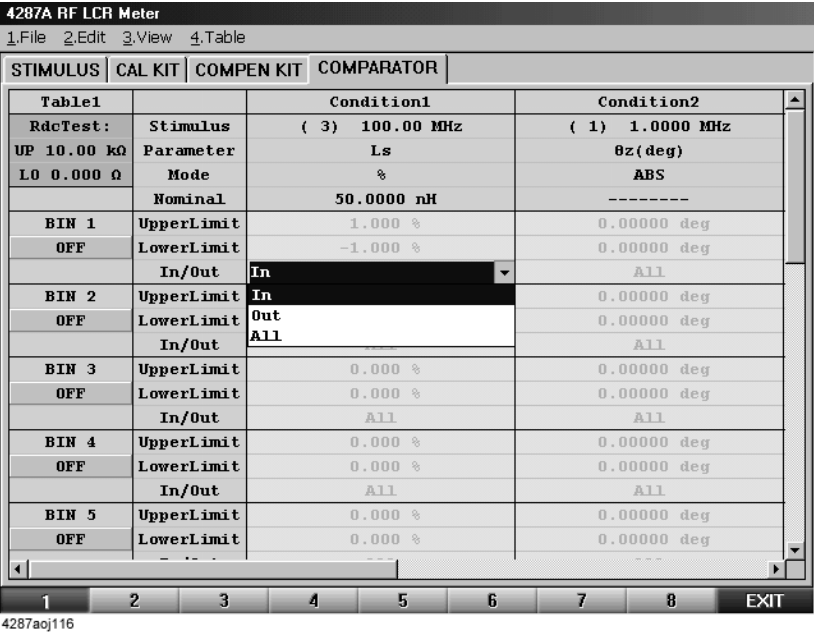 4287A RF LCR Meter
1.File 2.Edit 3.View 4.Table
STIMULUS CAL KIT COMPEN KIT COMPARATOR
Table1 Condition1 Condition2
RdcTest: Stimulus ( 3) 100.00 MHz ( 1) 1.0000 MHz
UP 10.00 kΩ Parameter Ls θz(deg)
LO 0.000 Ω Mode % ABS
Nominal 50.0000 nH --------
BIN 1 UpperLimit 1.000 % 0.00000 deg
OFF LowerLimit -1.000 % 0.00000 deg
In/Out In All
BIN 2 UpperLimit In 0.00000 deg
OFF LowerLimit Out 0.00000 deg
In/Out All All
BIN 3 UpperLimit 0.000 % 0.00000 deg
OFF LowerLimit 0.000 % 0.00000 deg
In/Out All All
BIN 4 UpperLimit 0.000 % 0.00000 deg
OFF LowerLimit 0.000 % 0.00000 deg
In/Out All All
BIN 5 UpperLimit 0.000 % 0.00000 deg
OFF LowerLimit 0.000 % 0.00000 deg
1 2 3 4 5 6 7 8 EXIT
4287aoj116